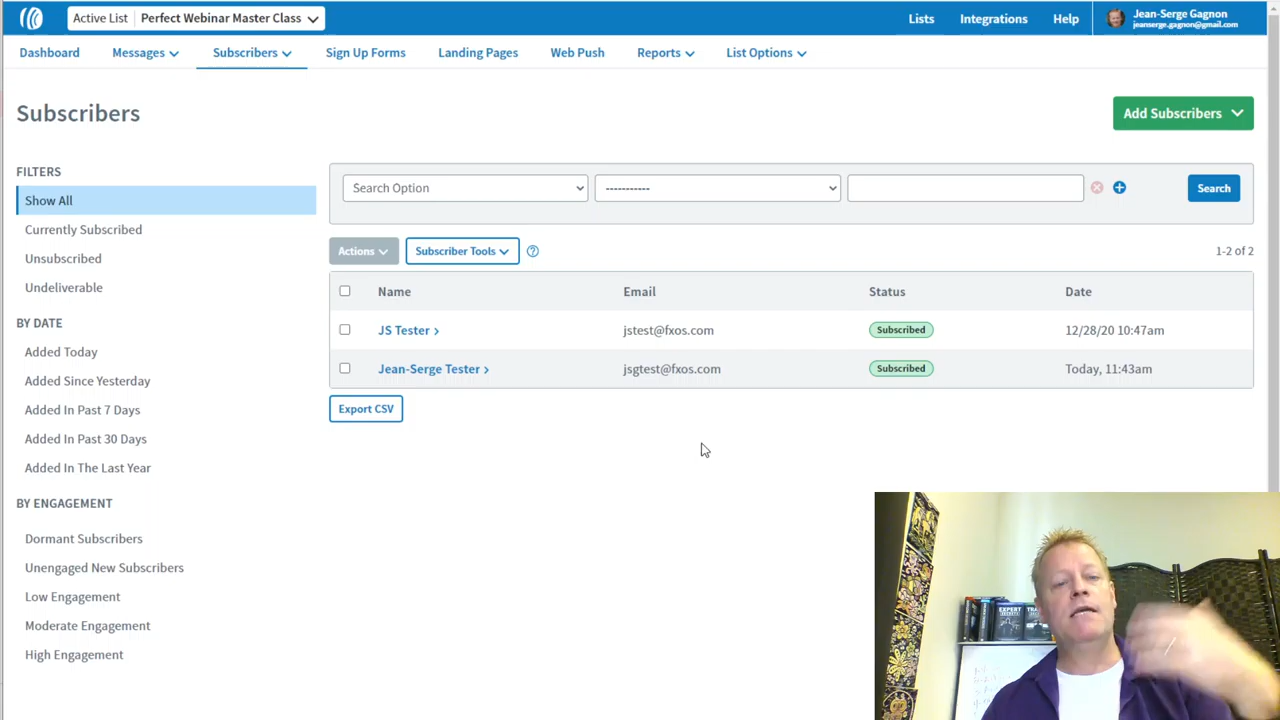 Active List Perfect Webinar Master Class
Lists Integrations Help
Jean-Serge Gagnon
jeanserge.gagnon@gmail.com
Dashboard Messages Subscribers Sign Up Forms Landing Pages Web Push Reports List Options
Subscribers
Add Subscribers
FILTERS
Show All
Currently Subscribed
Unsubscribed
Undeliverable
BY DATE
Added Today
Added Since Yesterday
Added In Past 7 Days
Added In Past 30 Days
Added In The Last Year
BY ENGAGEMENT
Dormant Subscribers
Unengaged New Subscribers
Low Engagement
Moderate Engagement
High Engagement
Search Option ----------- Search
Actions Subscriber Tools 1-2 of 2
Name Email Status Date
JS Tester › jstest@fxos.com Subscribed 12/28/20 10:47am
Jean-Serge Tester › jsgtest@fxos.com Subscribed Today, 11:43am
Export CSV
EXPERT